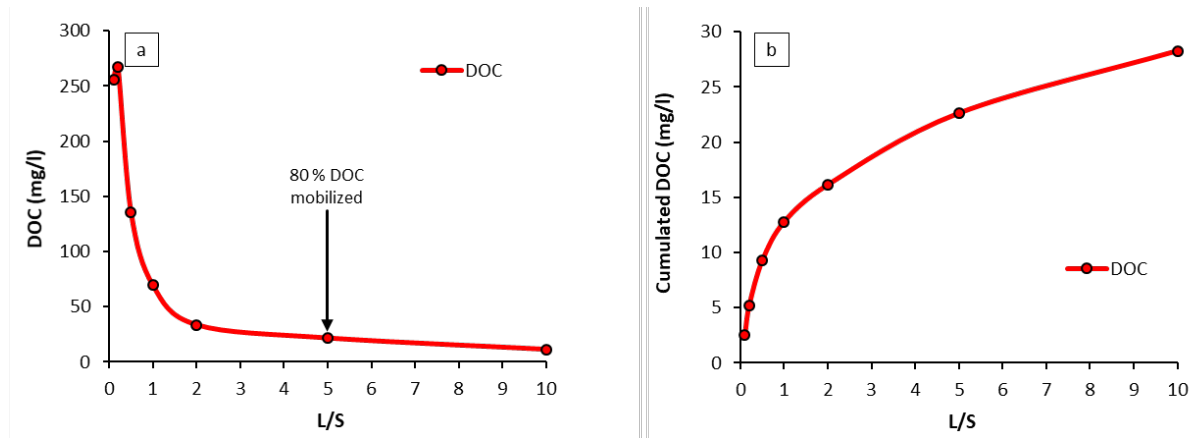 a
DOC
300
250
200
150
100
50
0
DOC (mg/l)
80 % DOC
mobilized
0 1 2 3 4 5 6 7 8 9 10
L/S
b
30
25
20
15
10
5
0
Cumulated DOC (mg/l)
DOC
0 1 2 3 4 5 6 7 8 9 10
L/S